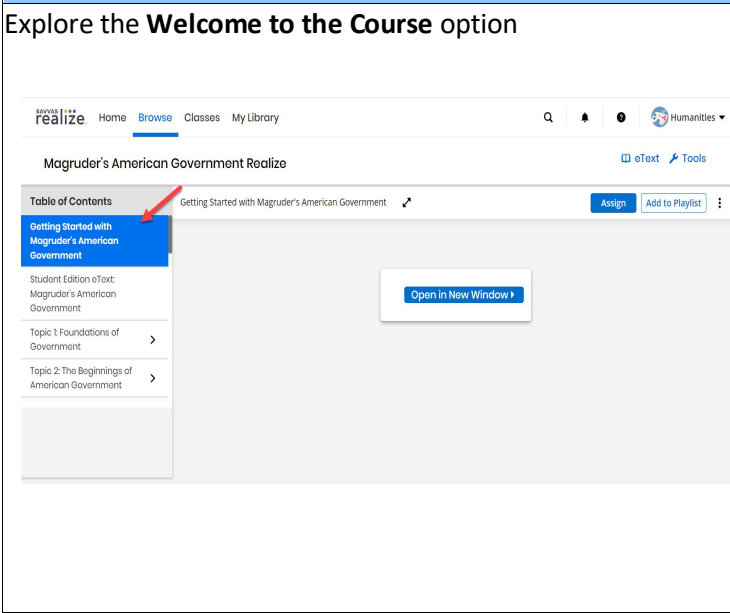 Explore the Welcome to the Course option
savvas realize. Home Browse Classes My Library Humanities
Magruder's American Government Realize eText Tools
Table of Contents
Getting Started with Magruder's American Government
Assign Add to Playlist
Getting Started with
Magruder's American
Government
Open in New Window
Student Edition eText:
Magruder's American
Government
Topic 1: Foundations of
Government
Topic 2: The Beginnings of
American Government